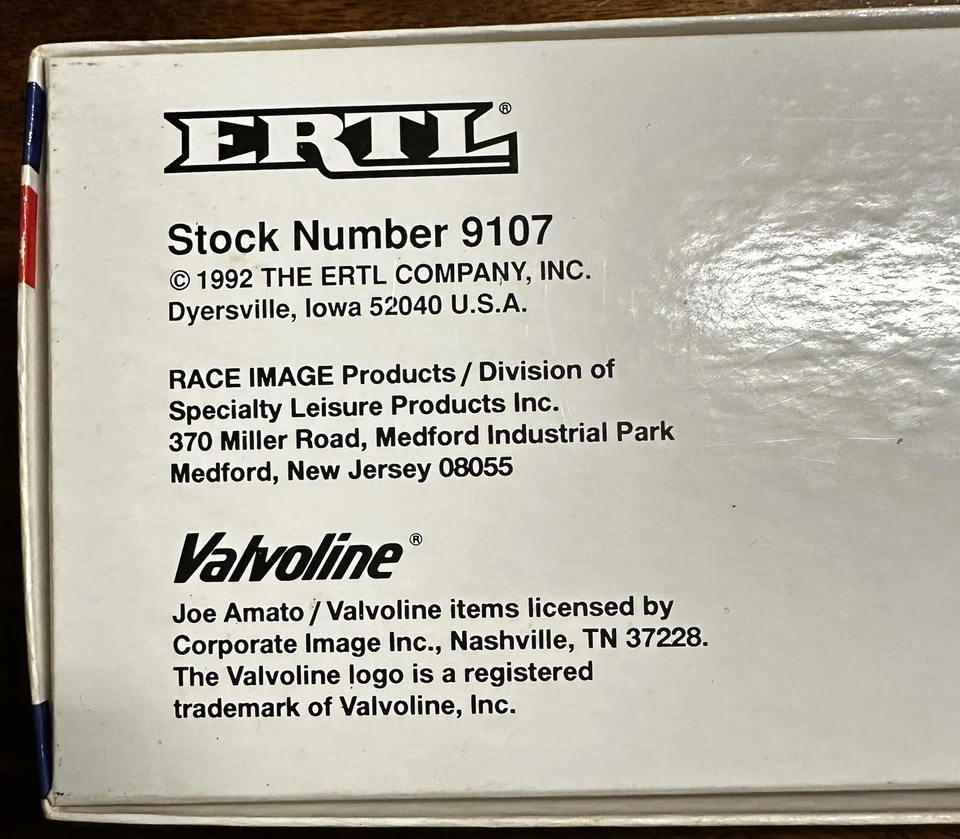 ERTL®
Stock Number 9107
© 1992 THE ERTL COMPANY, INC.
Dyersville, Iowa 52040 U.S.A.
RACE IMAGE Products / Division of
Specialty Leisure Products Inc.
370 Miller Road, Medford Industrial Park
Medford, New Jersey 08055
Valvoline®
Joe Amato / Valvoline items licensed by
Corporate Image Inc., Nashville, TN 37228.
The Valvoline logo is a registered
trademark of Valvoline, Inc.